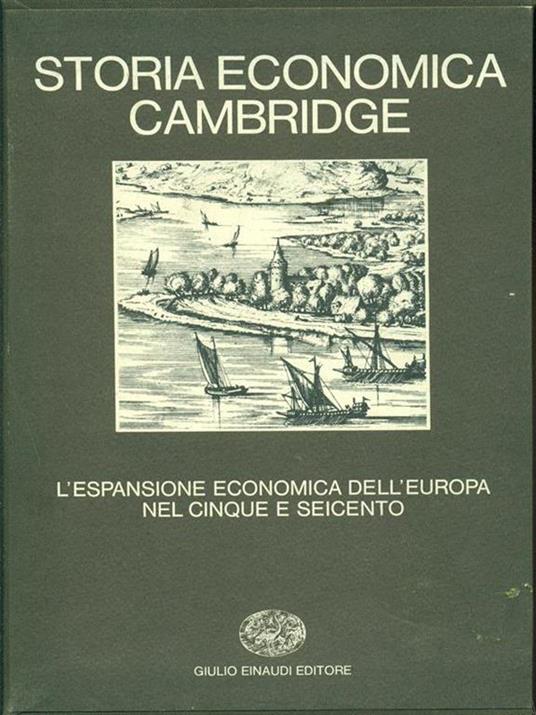 STORIA ECONOMICA
CAMBRIDGE
L'ESPANSIONE ECONOMICA DELL'EUROPA
NEL CINQUE E SEICENTO
GIULIO EINAUDI EDITORE